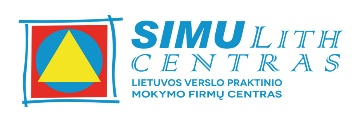 SIMULITH
CENTRAS
LIETUVOS VERSLO PRAKTINIO
MOKYMO FIRMŲ CENTRAS